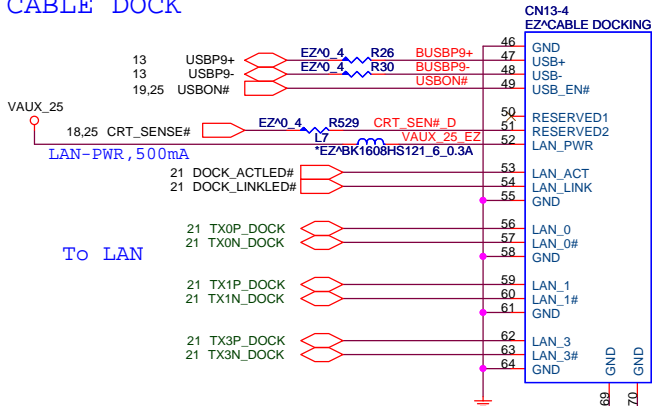 CABLE DOCK
CN13-4
EZ^CABLE DOCKING
46 GND
13 USBP9+ EZ^0_4 R26 BUSBP9+ 47 USB+
13 USBP9- EZ^0_4 R30 BUSBP9- 48 USB-
19,25 USBON# USBON# 49 USB_EN#
VAUX_25
50 RESERVED1
18,25 CRT_SENSE# EZ^0_4 R529 CRT_SEN#_D 51 RESERVED2
L7 VAUX_25_EZ 52 LAN_PWR
LAN-PWR,500mA *EZ^BK1608HS121_6_0.3A
21 DOCK_ACTLED# 53 LAN_ACT
21 DOCK_LINKLED# 54 LAN_LINK
55 GND
21 TX0P_DOCK 56 LAN_0
21 TX0N_DOCK 57 LAN_0#
To LAN 58 GND
21 TX1P_DOCK 59 LAN_1
21 TX1N_DOCK 60 LAN_1#
61 GND
21 TX3P_DOCK 62 LAN_3
21 TX3N_DOCK 63 LAN_3#
64 GND
GND GND
69 70